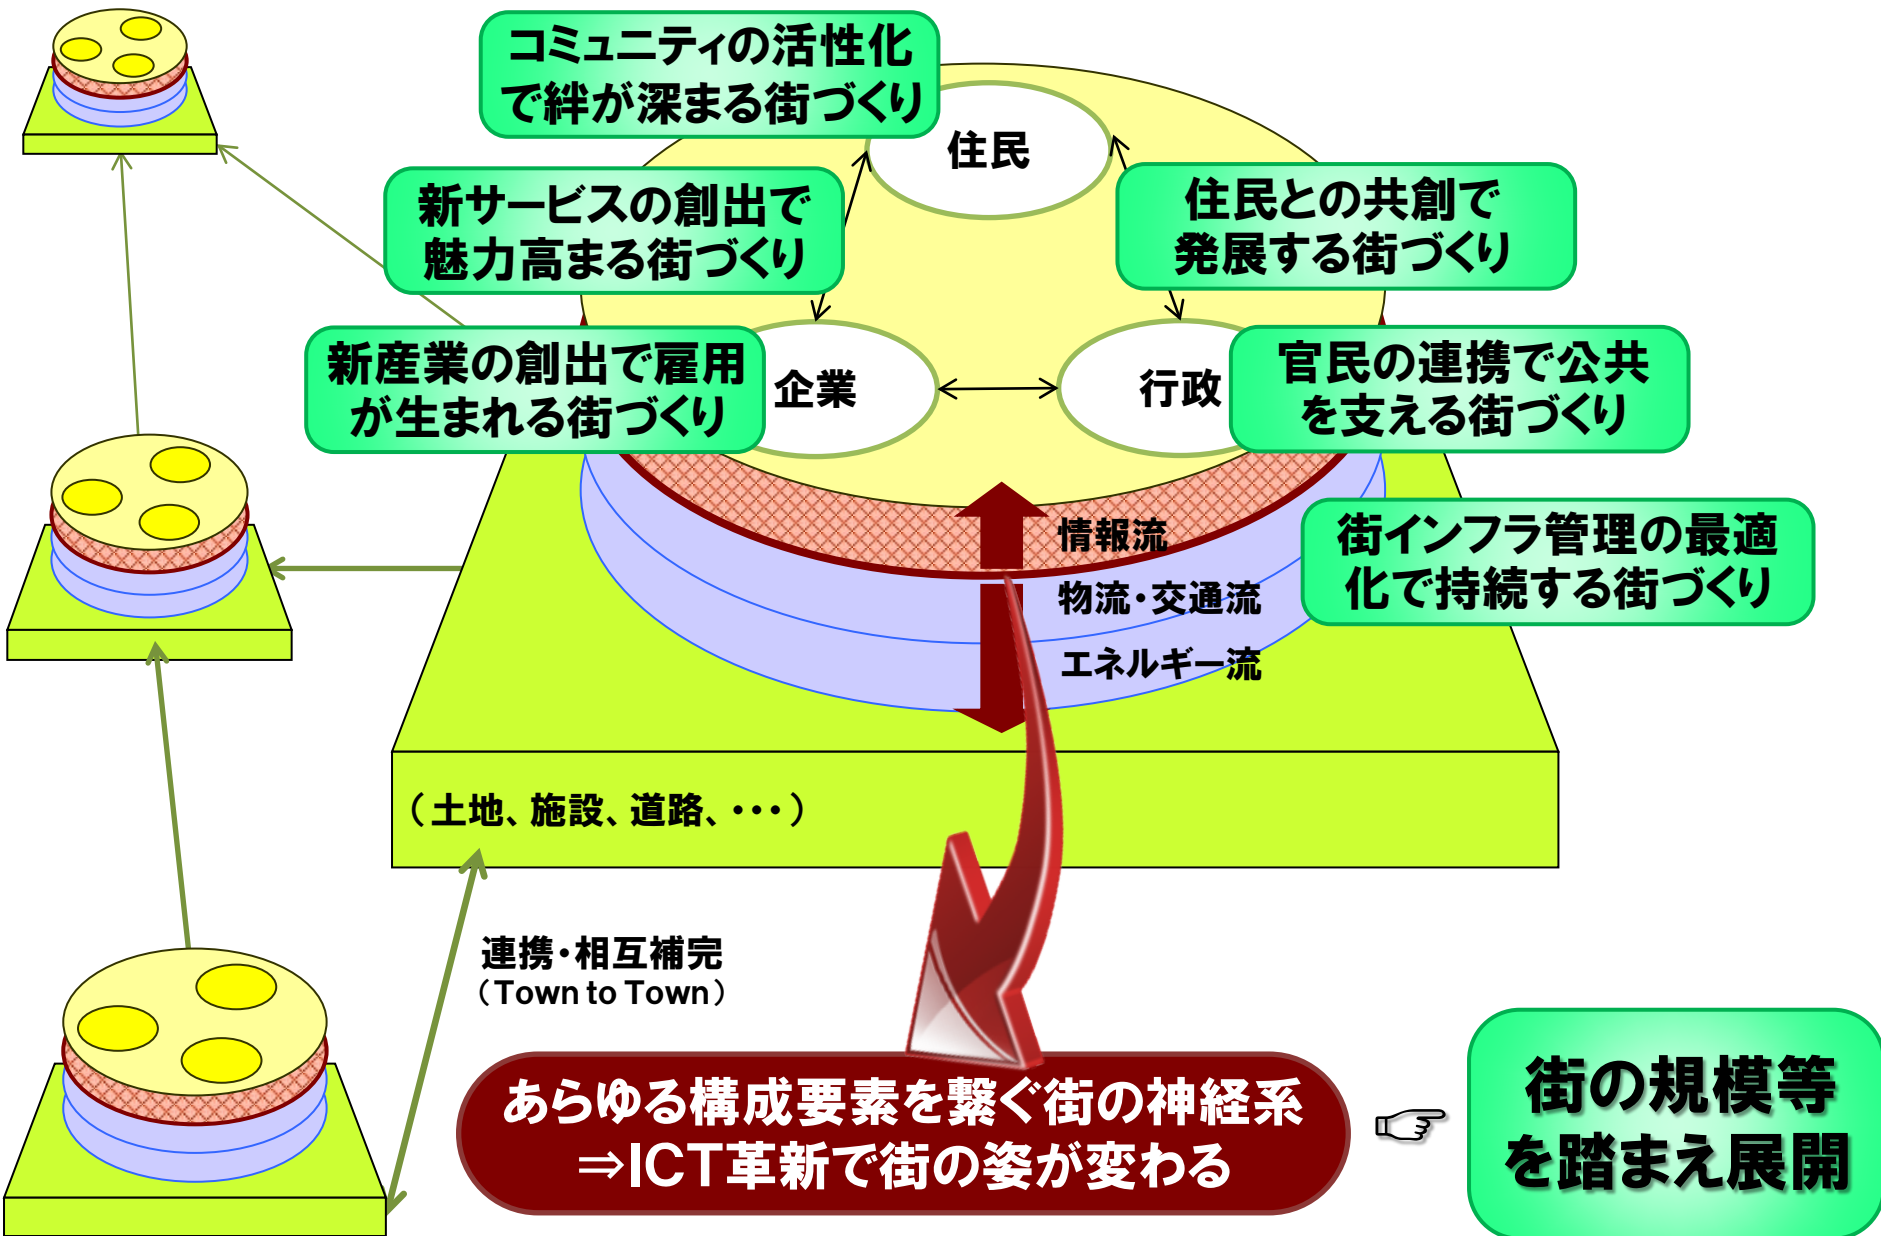 コミュニティの活性化
で絆が深まる街づくり
住民
新サービスの創出で
魅力高まる街づくり
住民との共創で
発展する街づくり
新産業の創出で雇用
が生まれる街づくり
企業
行政
官民の連携で公共
を支える街づくり
情報流
物流・交通流
エネルギー流
街インフラ管理の最適
化で持続する街づくり
（土地、施設、道路、・・・）
連携・相互補完
（Town to Town）
あらゆる構成要素を繋ぐ街の神経系
⇒ICT革新で街の姿が変わる
街の規模等
を踏まえ展開